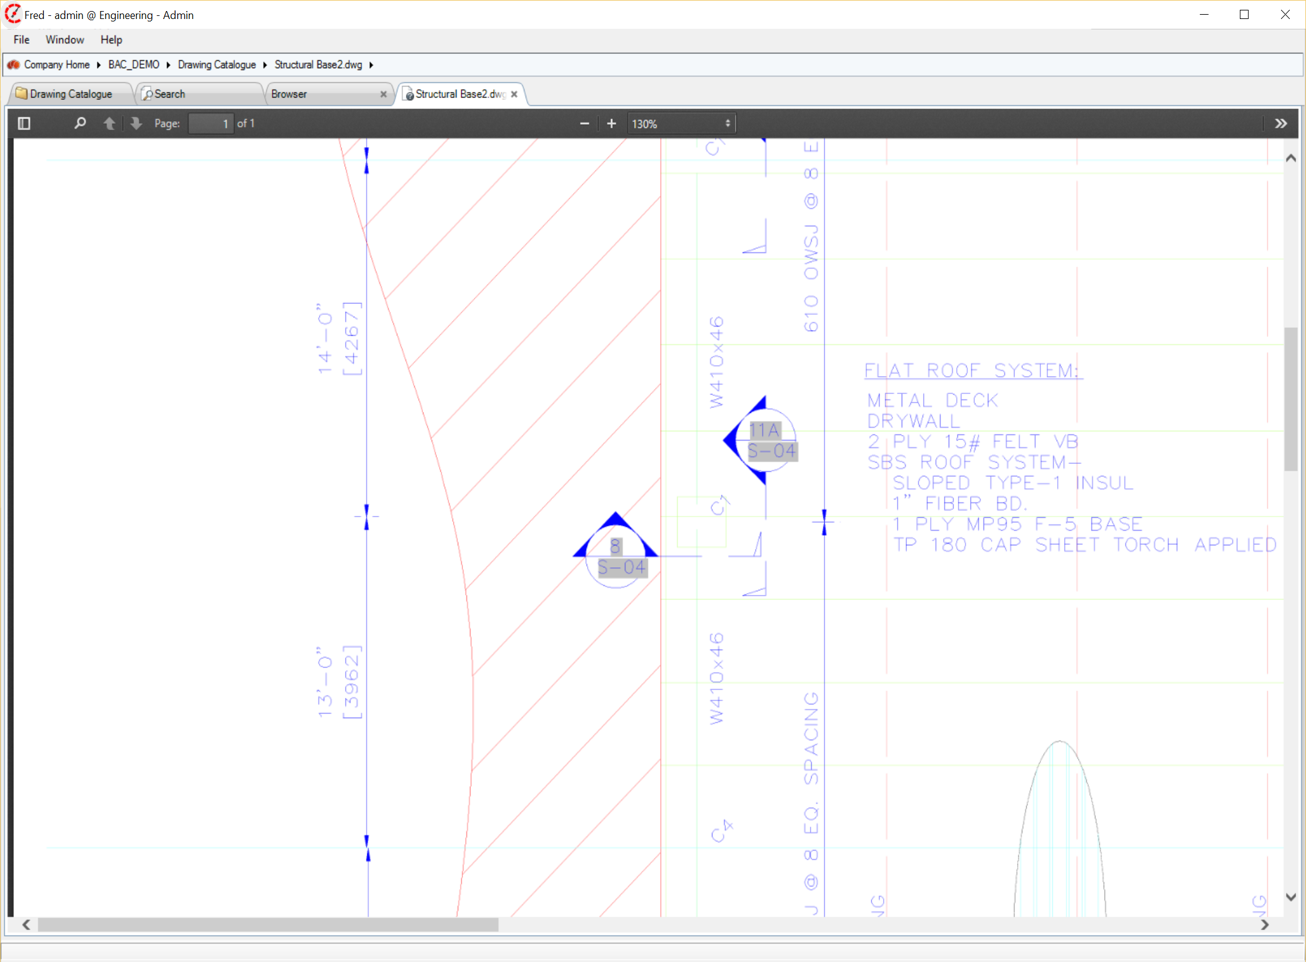 Fred - admin @ Engineering - Admin
File Window Help
Company Home BAC_DEMO Drawing Catalogue Structural Base2.dwg
Drawing Catalogue Search Browser Structural Base2.dwg
Page: 1 of 1 130%
610 OWSJ @ 8 E
14'-0"
[4267]
W410x46
FLAT ROOF SYSTEM:
METAL DECK
DRYWALL
2 PLY 15# FELT VB
SBS ROOF SYSTEM-
SLOPED TYPE-1 INSUL
1" FIBER BD.
1 PLY MP95 F-5 BASE
TP 180 CAP SHEET TORCH APPLIED
11A
S-04
C1
8
S-04
13'-0"
[3962]
W410x46
J @ 8 EQ. SPACING
C4
NG
NG